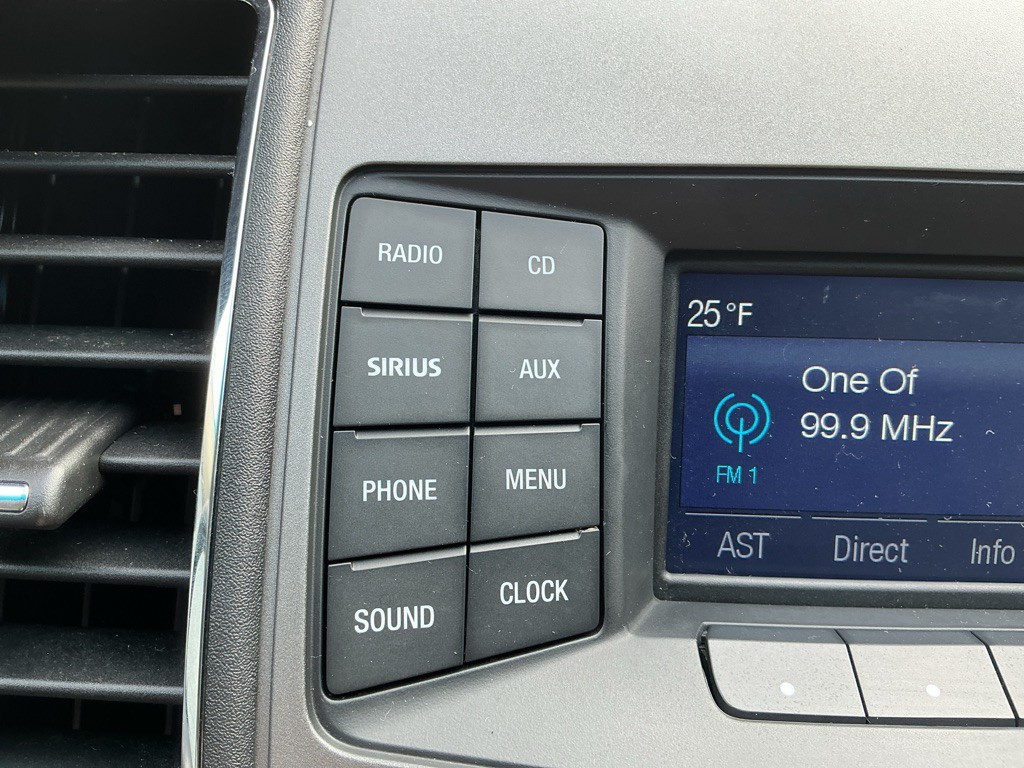 RADIO
CD
SIRIUS
AUX
PHONE
MENU
SOUND
CLOCK
25°F
One Of
99.9 MHz
FM 1
AST Direct Info